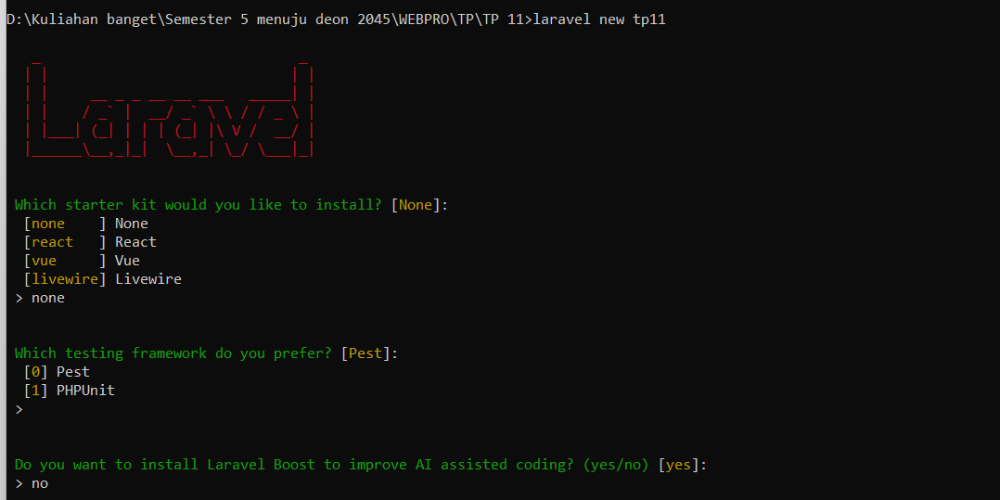 D:\Kuliahan banget\Semester 5 menuju deon 2045\WEBPRO\TP\TP 11>laravel new tp11
Laravel
Which starter kit would you like to install? [None]:
[none    ] None
[react   ] React
[vue     ] Vue
[livewire] Livewire
> none
Which testing framework do you prefer? [Pest]:
[0] Pest
[1] PHPUnit
>
Do you want to install Laravel Boost to improve AI assisted coding? (yes/no) [yes]:
> no